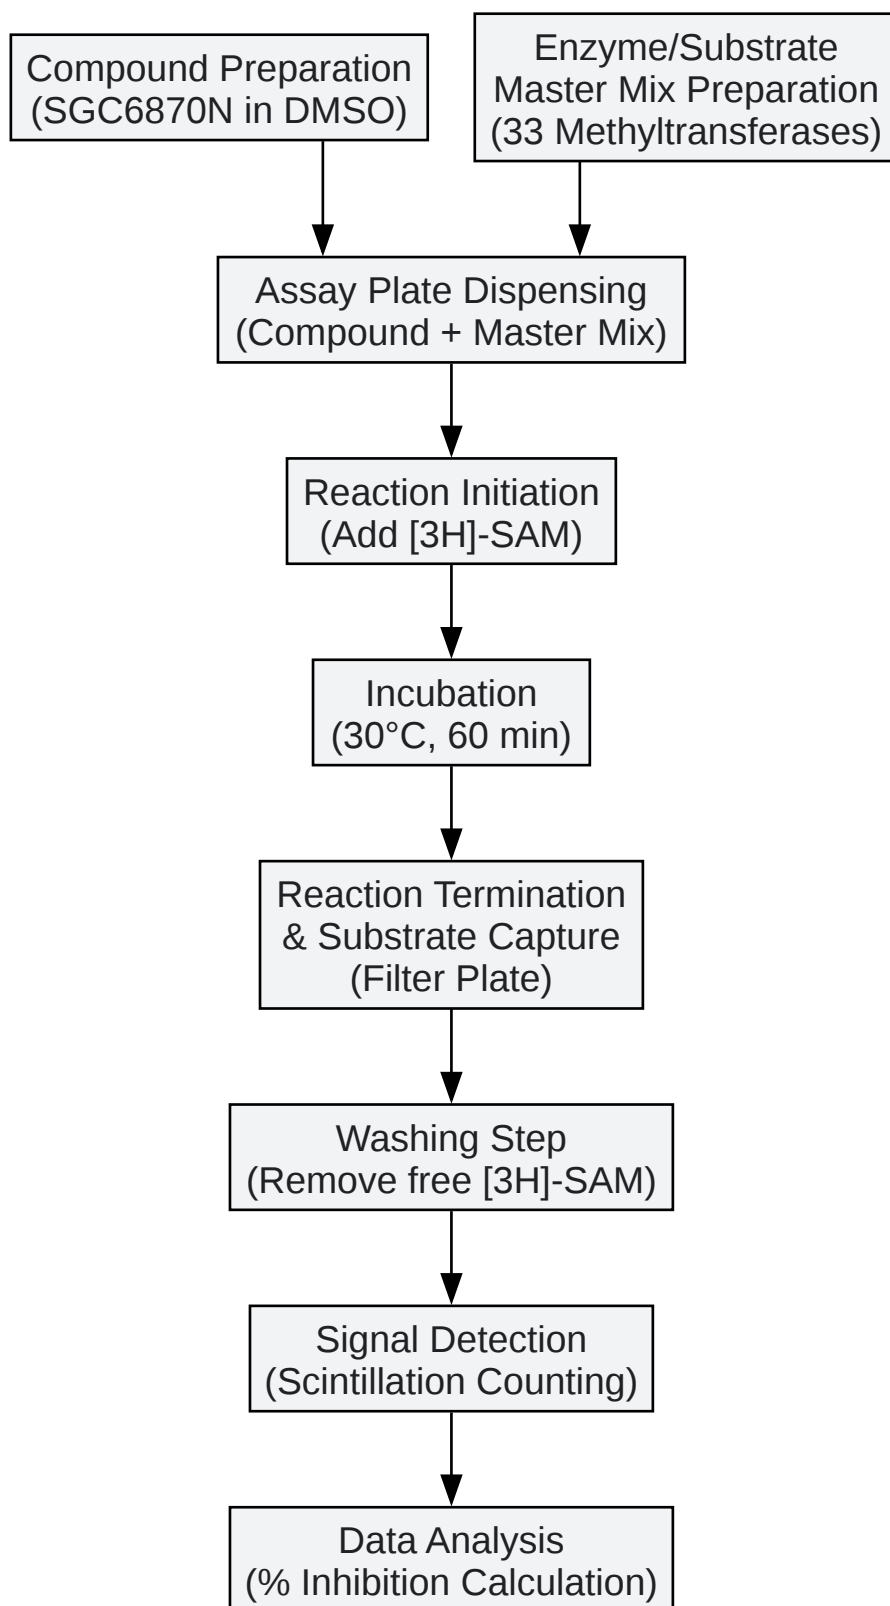 Compound Preparation
(SGC6870N in DMSO)
Enzyme/Substrate
Master Mix Preparation
(33 Methyltransferases)
Assay Plate Dispensing
(Compound + Master Mix)
Reaction Initiation
(Add [3H]-SAM)
Incubation
(30°C, 60 min)
Reaction Termination
& Substrate Capture
(Filter Plate)
Washing Step
(Remove free [3H]-SAM)
Signal Detection
(Scintillation Counting)
Data Analysis
(% Inhibition Calculation)